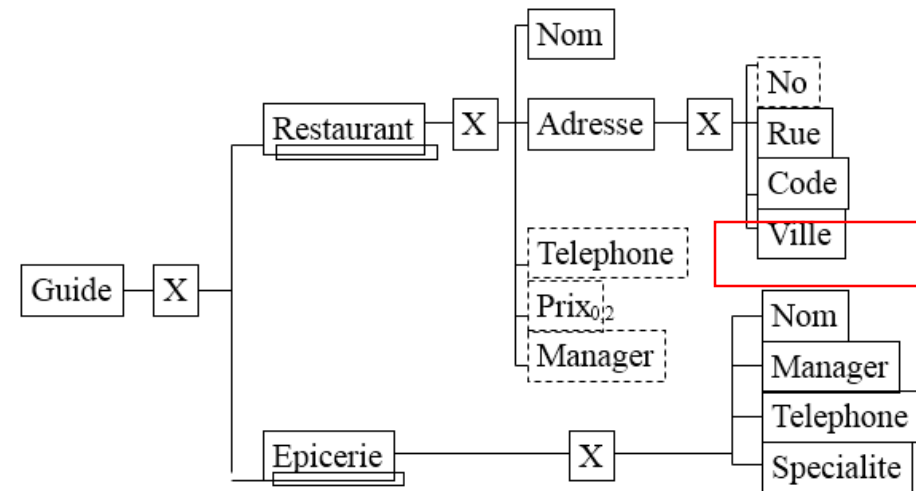 Guide
X
Restaurant
X
Nom
Adresse
X
No
Rue
Code
Ville
Telephone
Prix0,2
Manager
Epicerie
X
Nom
Manager
Telephone
Specialite